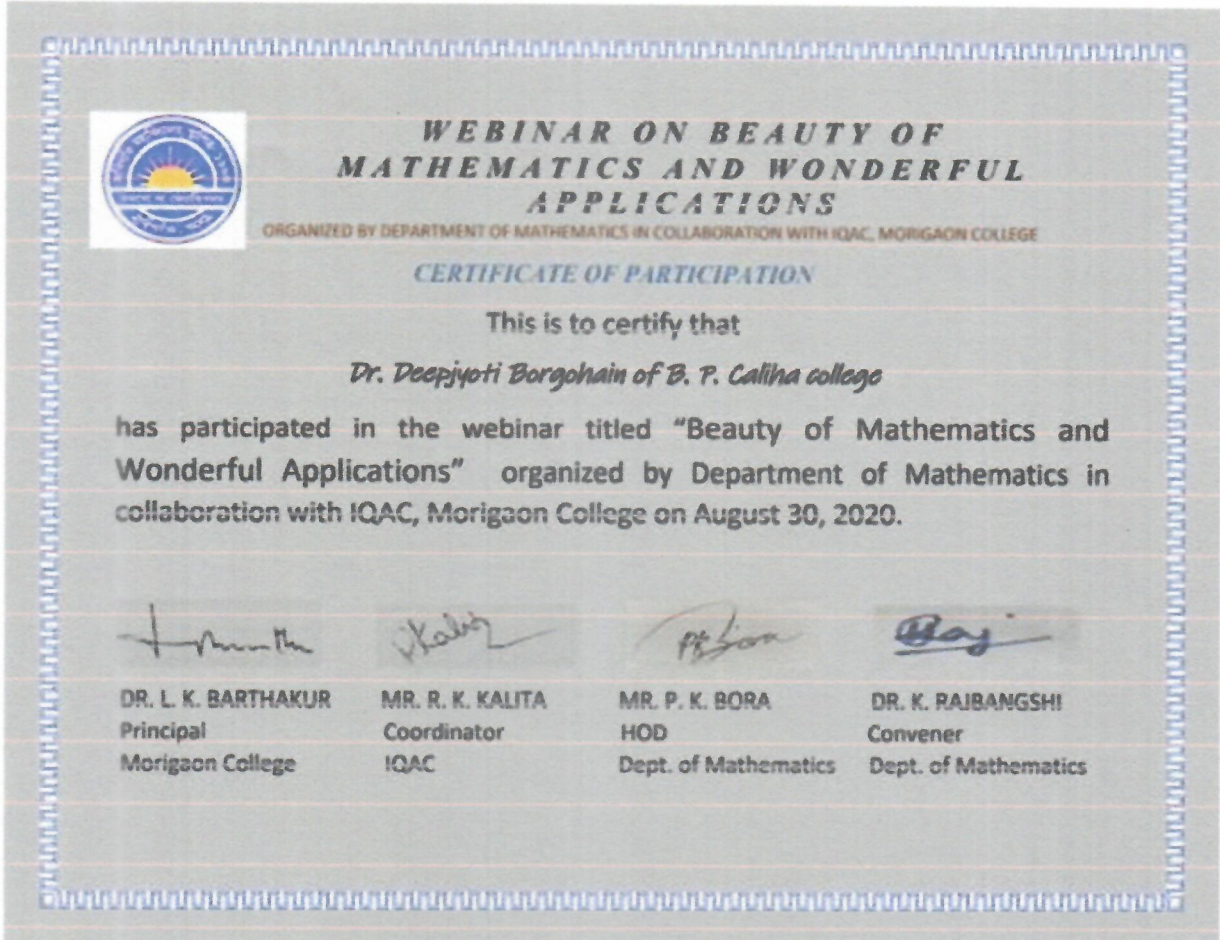 WEBINAR ON BEAUTY OF
MATHEMATICS AND WONDERFUL
APPLICATIONS
ORGANIZED BY DEPARTMENT OF MATHEMATICS IN COLLABORATION WITH IQAC, MORIGAON COLLEGE
CERTIFICATE OF PARTICIPATION
This is to certify that
Dr. Deepjyoti Borgohain of B. P. Caliha college
has participated in the webinar titled “Beauty of Mathematics and
Wonderful Applications” organized by Department of Mathematics in
collaboration with IQAC, Morigaon College on August 30, 2020.
DR. L. K. BARTHAKUR MR. R. K. KALITA MR. P. K. BORA DR. K. RAJBANGSHI
Principal Coordinator HOD Convener
Morigaon College IQAC Dept. of Mathematics Dept. of Mathematics